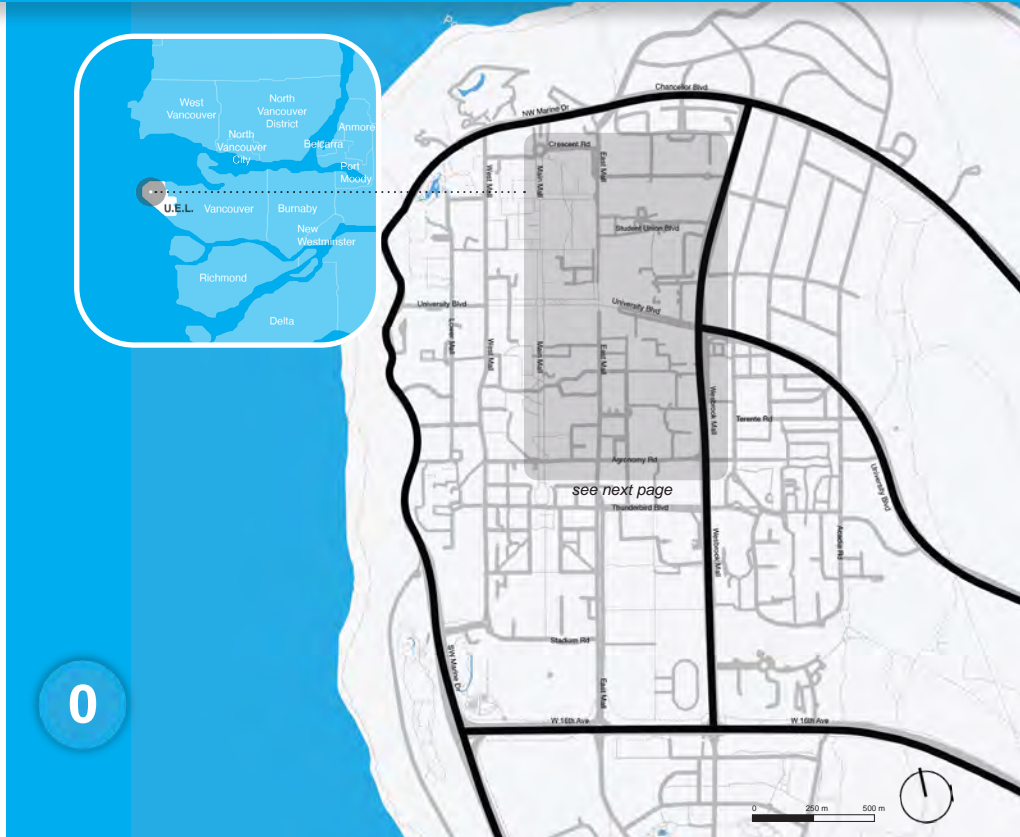 West
Vancouver
North
Vancouver
District
North
Vancouver
City
Anmore
Belcarra
Port
Moody
U.E.L.
Vancouver
Burnaby
New
Westminster
Richmond
Delta
Chancellor Blvd
NW Marine Dr
Crescent Rd
West Mall
Main Mall
East Mall
Student Union Blvd
University Blvd
University Blvd
Lower Mall
West Mall
Main Mall
East Mall
Wesbrook Mall
Agronomy Rd
see next page
Thunderbird Blvd
University Blvd
Wesbrook Mall
Acacia Rd
Stadium Rd
SW Marine Dr
East Mall
W 16th Ave
W 16th Ave
0
0
250 m
500 m